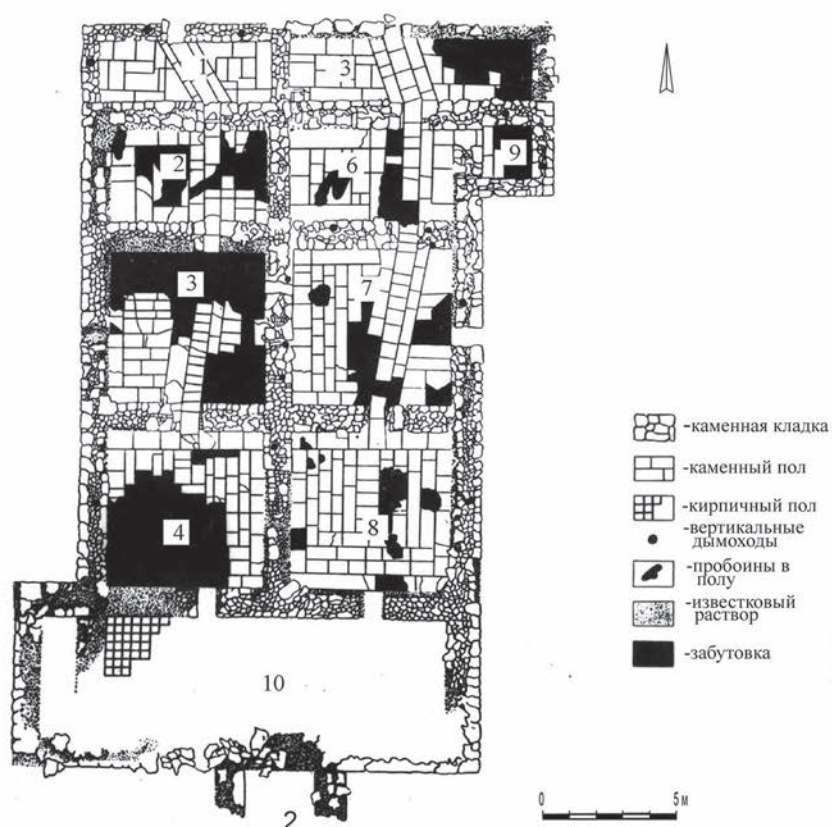 1
3
2
6
9
3
7
4
8
10
2
-каменная кладка
-каменный пол
-кирпичный пол
-вертикальные
дымоходы
-пробоины в
полу
-известковый
раствор
-забутовка
0
5 м